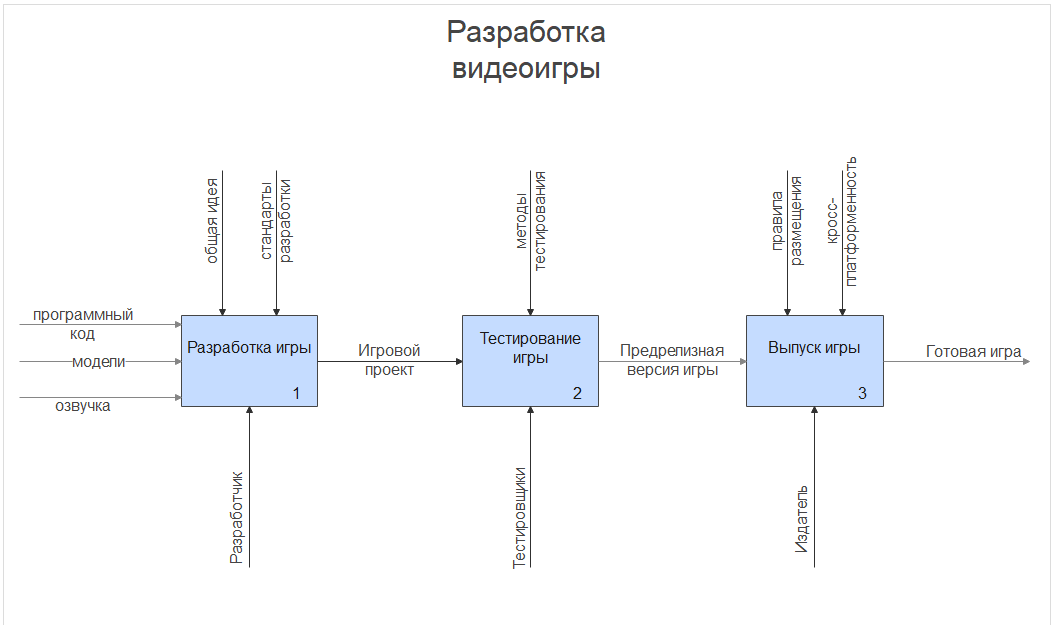 Разработка
видеоигры
общая идея
стандарты
разработки
методы
тестирования
правила
размещения
кросс-
платформенность
программный
код
модели
озвучка
Разработка игры
1
Игровой
проект
Тестирование
игры
2
Предрелизная
версия игры
Выпуск игры
3
Готовая игра
Разработчик
Тестировщики
Издатель